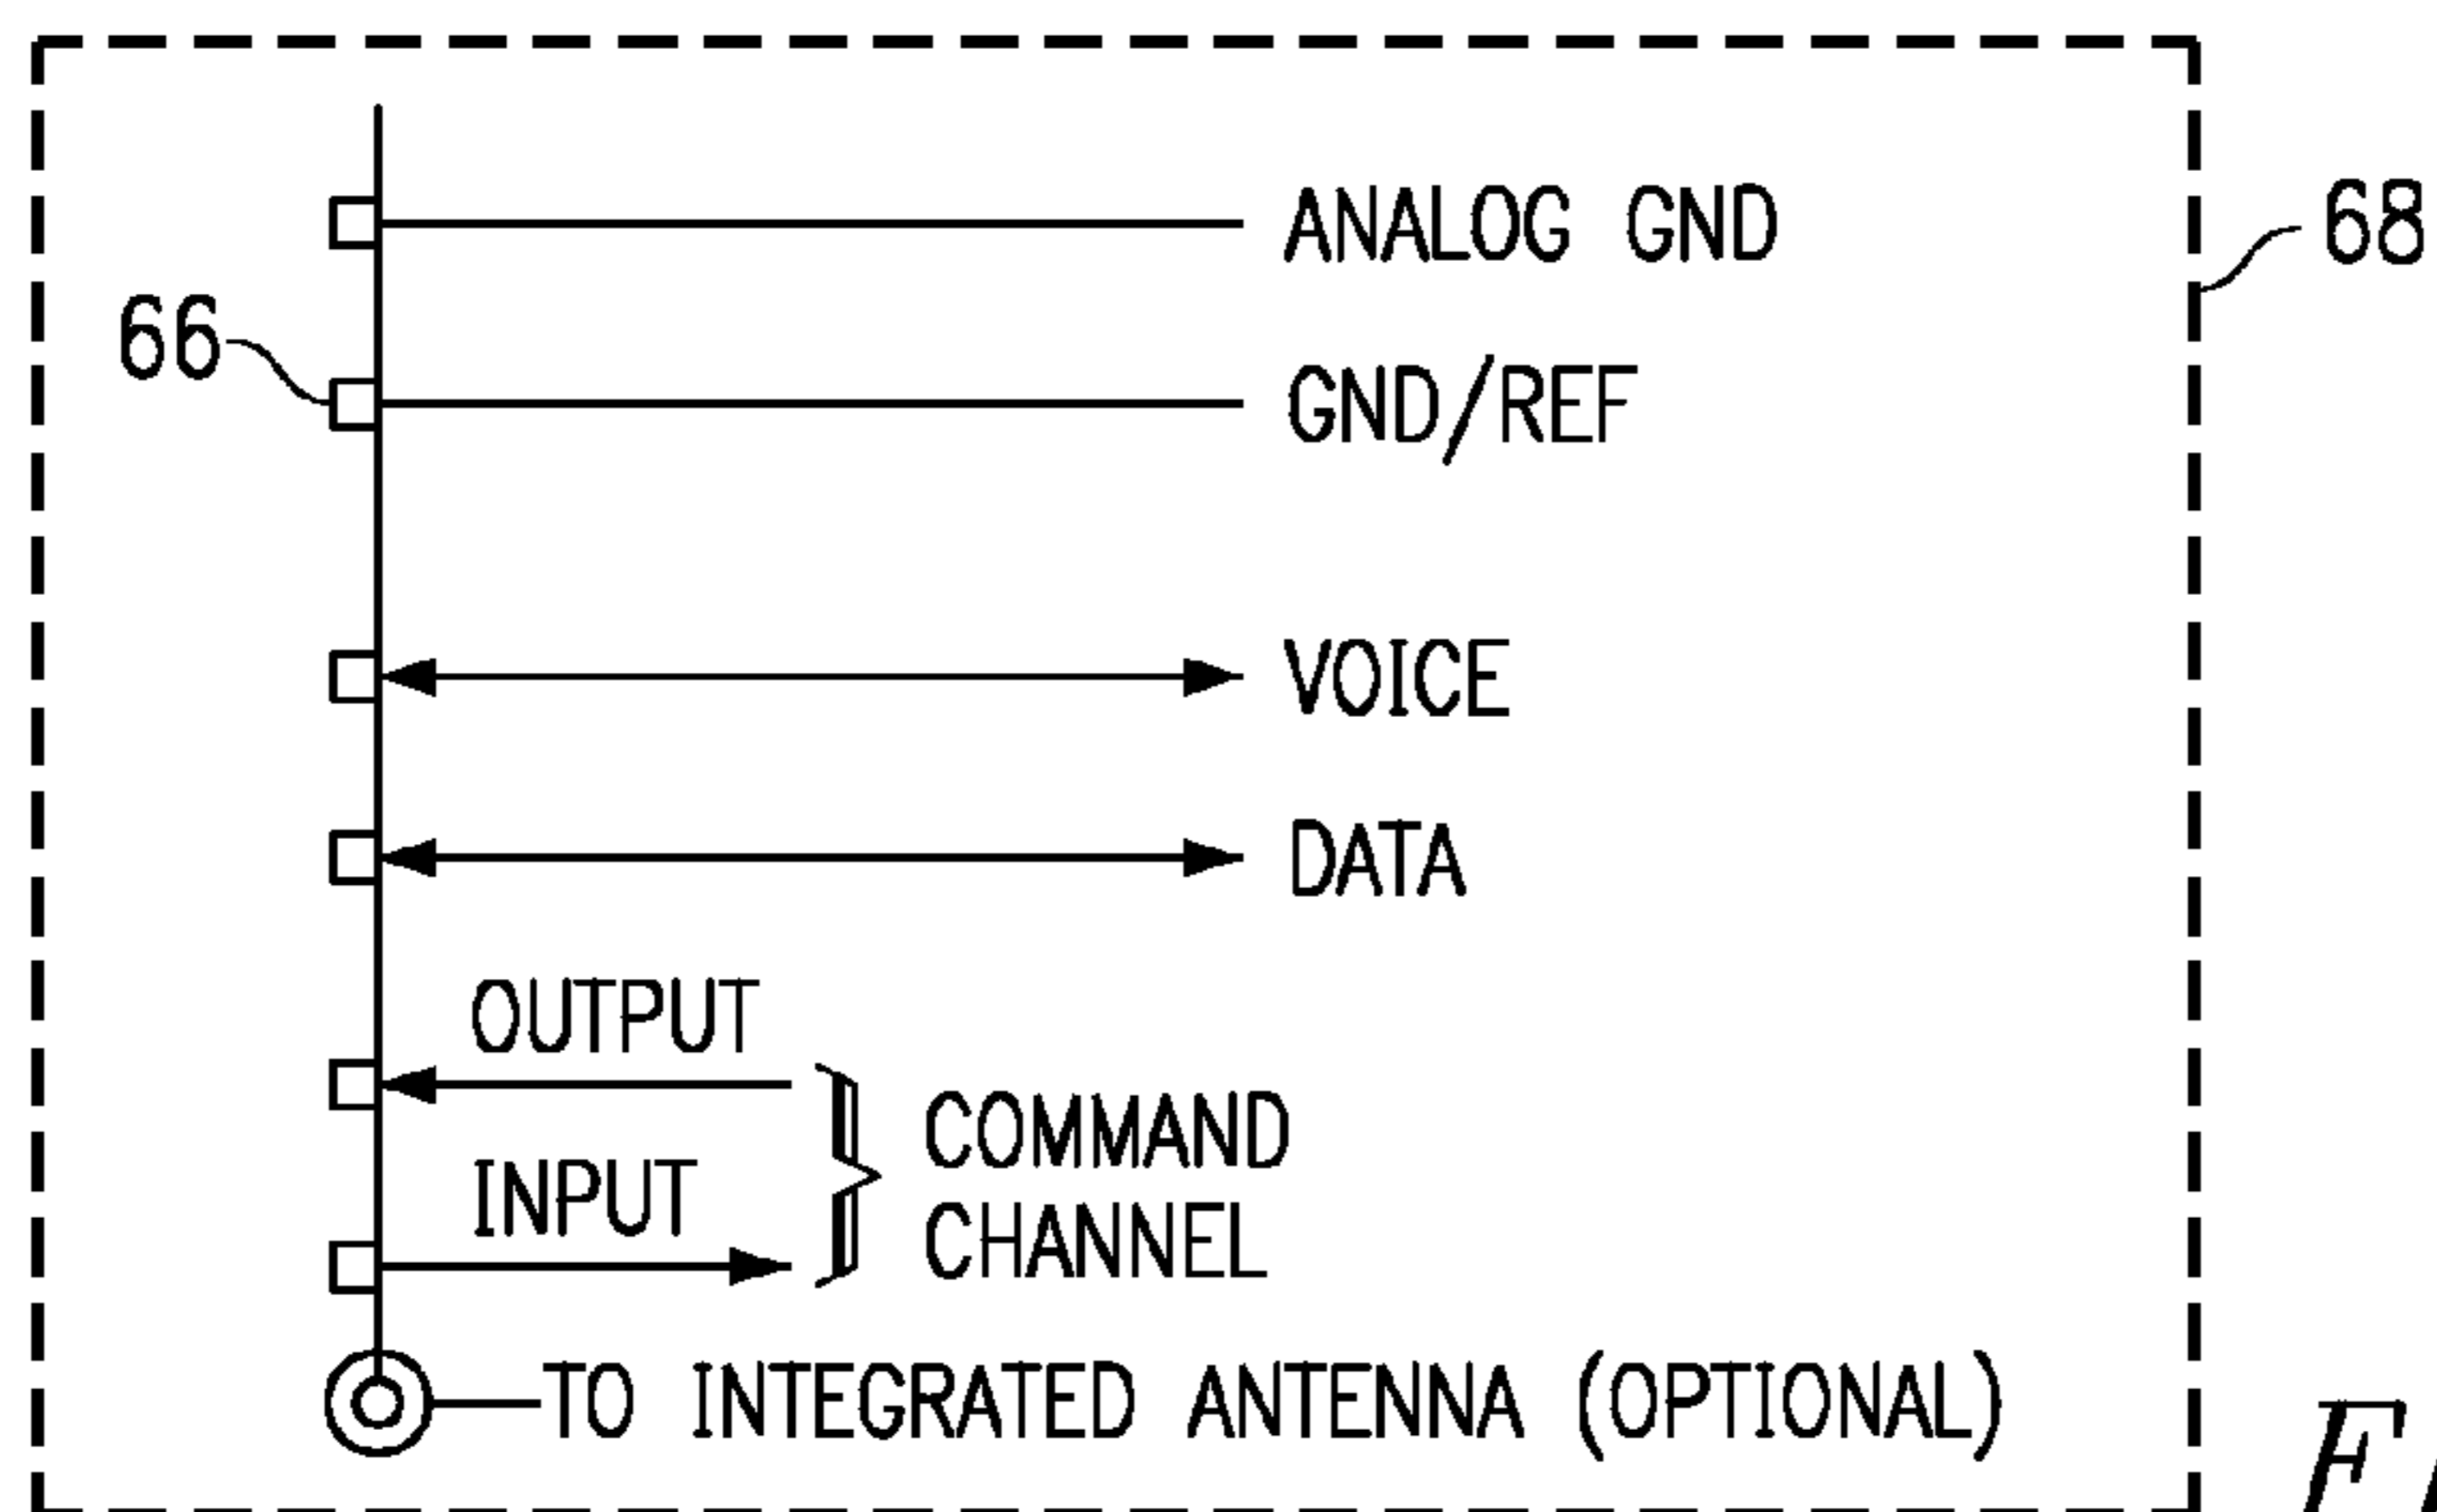 ANALOG GND
68
66
GND/REF
VOICE
DATA
OUTPUT
COMMAND
INPUT
CHANNEL
TO INTEGRATED ANTENNA (OPTIONAL)